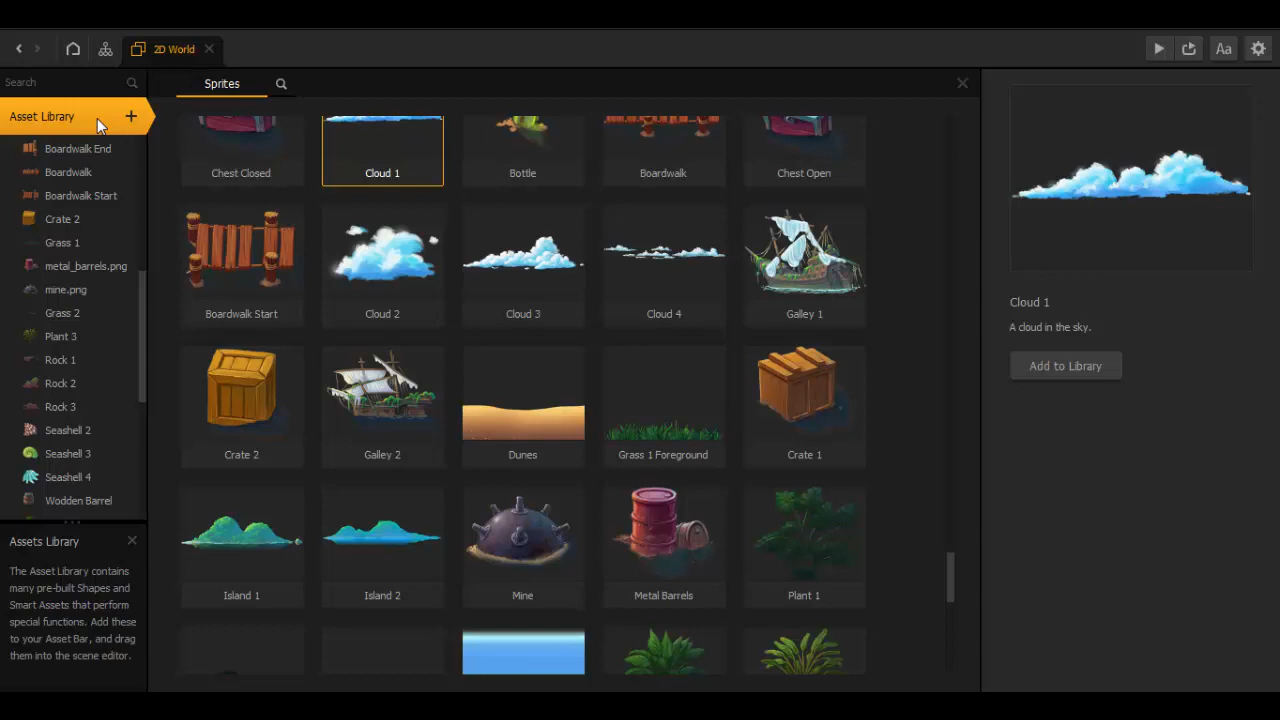 2D World
Aa
Search
Sprites
Asset Library
Boardwalk End
Boardwalk
Boardwalk Start
Crate 2
Grass 1
metal_barrels.png
mine.png
Grass 2
Plant 3
Rock 1
Rock 2
Rock 3
Seashell 2
Seashell 3
Seashell 4
Wodden Barrel
Assets Library
The Asset Library contains
many pre-built Shapes and
Smart Assets that perform
special functions. Add these
to your Asset Bar, and drag
them into the scene editor.
Chest Closed
Cloud 1
Bottle
Boardwalk
Chest Open
Boardwalk Start
Cloud 2
Cloud 3
Cloud 4
Galley 1
Crate 2
Galley 2
Dunes
Grass 1 Foreground
Crate 1
Island 1
Island 2
Mine
Metal Barrels
Plant 1
Cloud 1
A cloud in the sky.
Add to Library